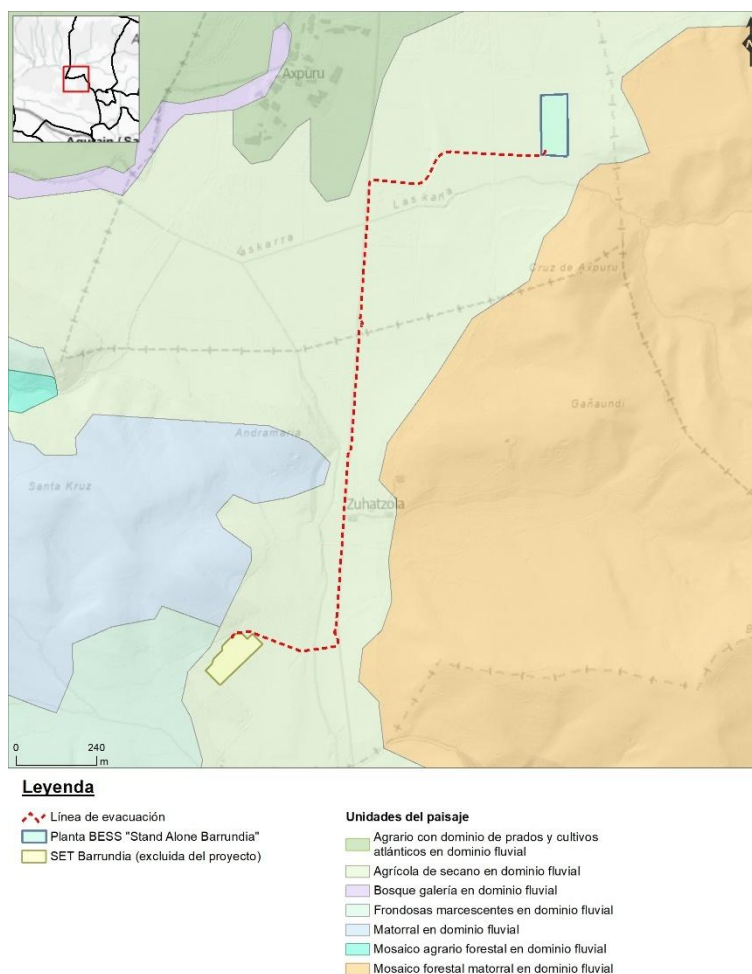 Axpuru
Agurain / Sa
Laskana
Cruz de Axpuru
Gañaundi
Andramaria
Santa Kruz
Zuhatzola
0 240
m
Leyenda
Línea de evacuación
Planta BESS "Stand Alone Barrundia"
SET Barrundia (excluida del proyecto)
Unidades del paisaje
Agrario con dominio de prados y cultivos
atlánticos en dominio fluvial
Agrícola de secano en dominio fluvial
Bosque galería en dominio fluvial
Frondosas marcescentes en dominio fluvial
Matorral en dominio fluvial
Mosaico agrario forestal en dominio fluvial
Mosaico forestal matorral en dominio fluvial